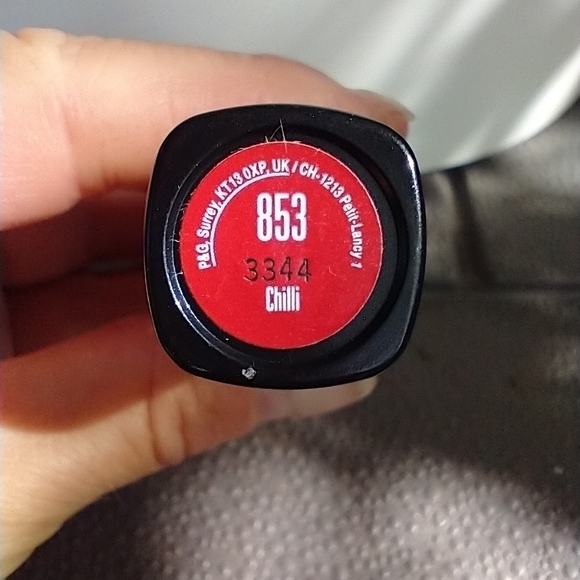 P&G, Surrey, KT13 0XP, UK / CH-1213 Petit-Lancy 1
853
3344
Chilli